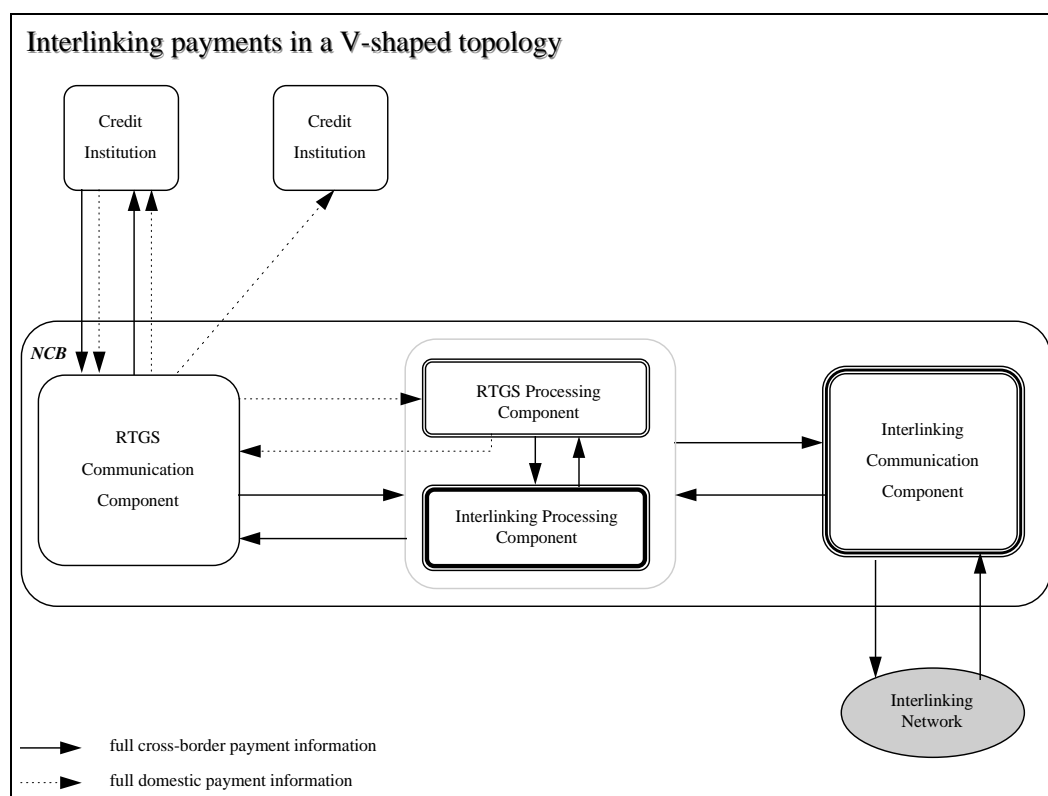 Interlinking payments in a V-shaped topology
Credit
Institution
Credit
Institution
NCB
RTGS
Communication
Component
RTGS Processing
Component
Interlinking Processing
Component
Interlinking
Communication
Component
Interlinking
Network
full cross-border payment information
full domestic payment information